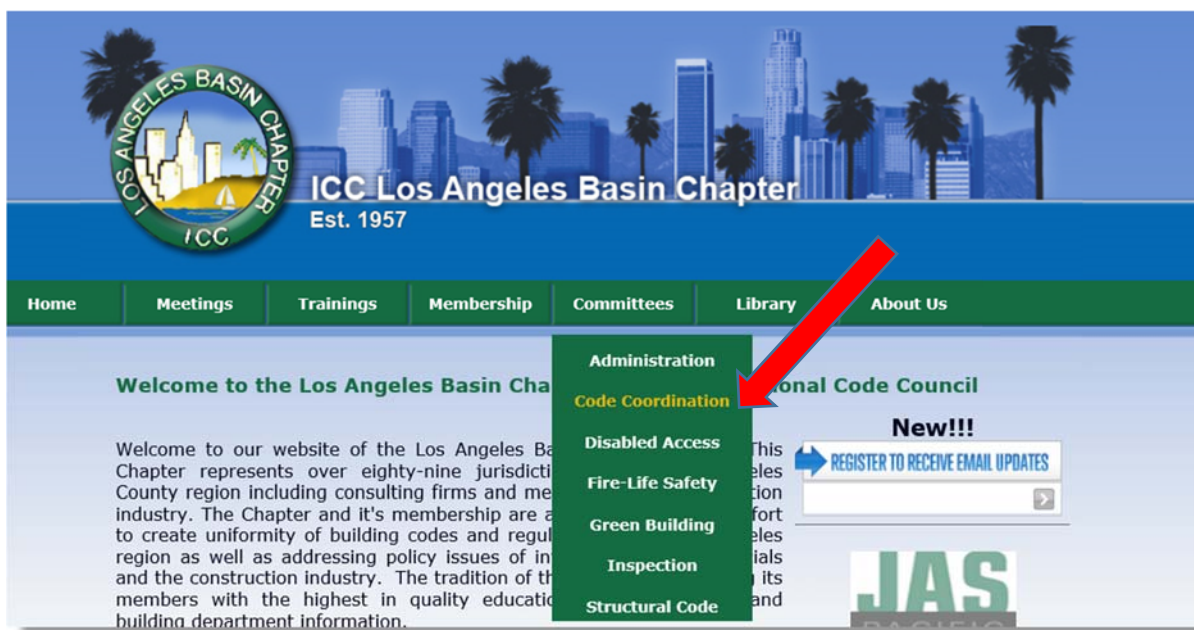 LOS ANGELES BASIN CHAPTER
ICC
ICC Los Angeles Basin Chapter
Est. 1957
Home Meetings Trainings Membership Committees Library About Us
Administration
Code Coordination
Disabled Access
Fire-Life Safety
Green Building
Inspection
Structural Code
Welcome to the Los Angeles Basin Cha onal Code Council
Welcome to our website of the Los Angeles Ba This
Chapter represents over eighty-nine jurisdicti eles
County region including consulting firms and me tion
industry. The Chapter and it's membership are a fort
to create uniformity of building codes and regul eles
region as well as addressing policy issues of in ials
and the construction industry. The tradition of th its
members with the highest in quality educatio and
building department information.
New!!!
REGISTER TO RECEIVE EMAIL UPDATES
JAS
PACIFIC